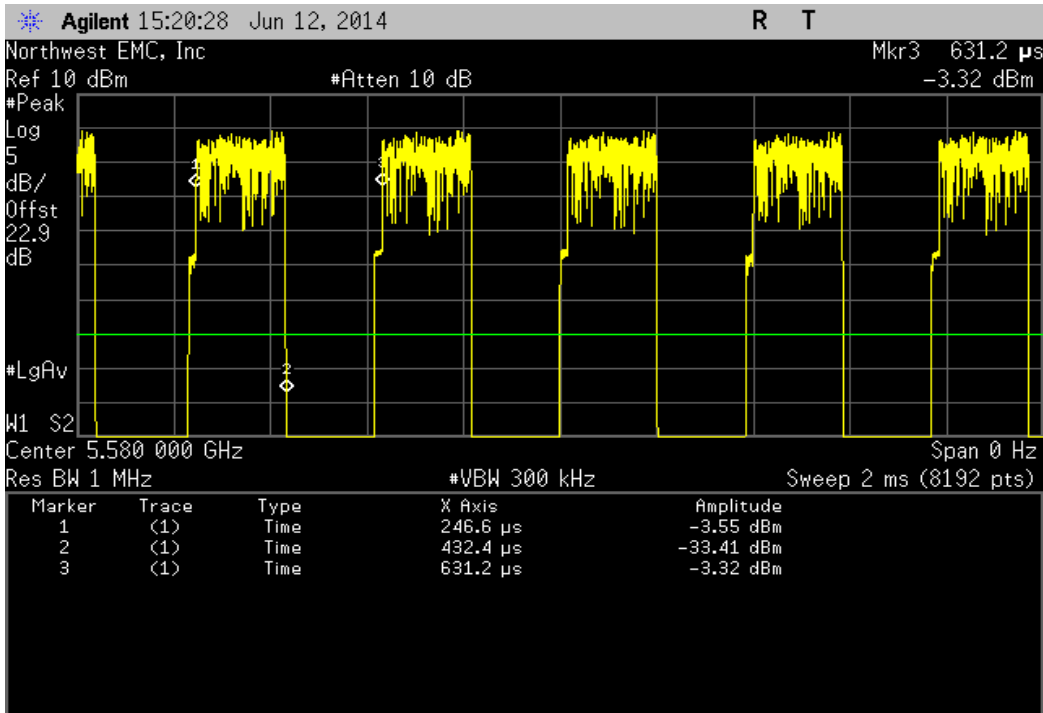 Agilent 15:20:28 Jun 12, 2014 R T
Northwest EMC, Inc Mkr3 631.2 µs
Ref 10 dBm #Atten 10 dB -3.32 dBm
#Peak
Log
5
dB/
Offst
22.9
dB
1
3
2
#LgAv
W1 S2
Center 5.580 000 GHz Span 0 Hz
Res BW 1 MHz #VBW 300 kHz Sweep 2 ms (8192 pts)
Marker Trace Type X Axis Amplitude
1 (1) Time 246.6 µs -3.55 dBm
2 (1) Time 432.4 µs -33.41 dBm
3 (1) Time 631.2 µs -3.32 dBm